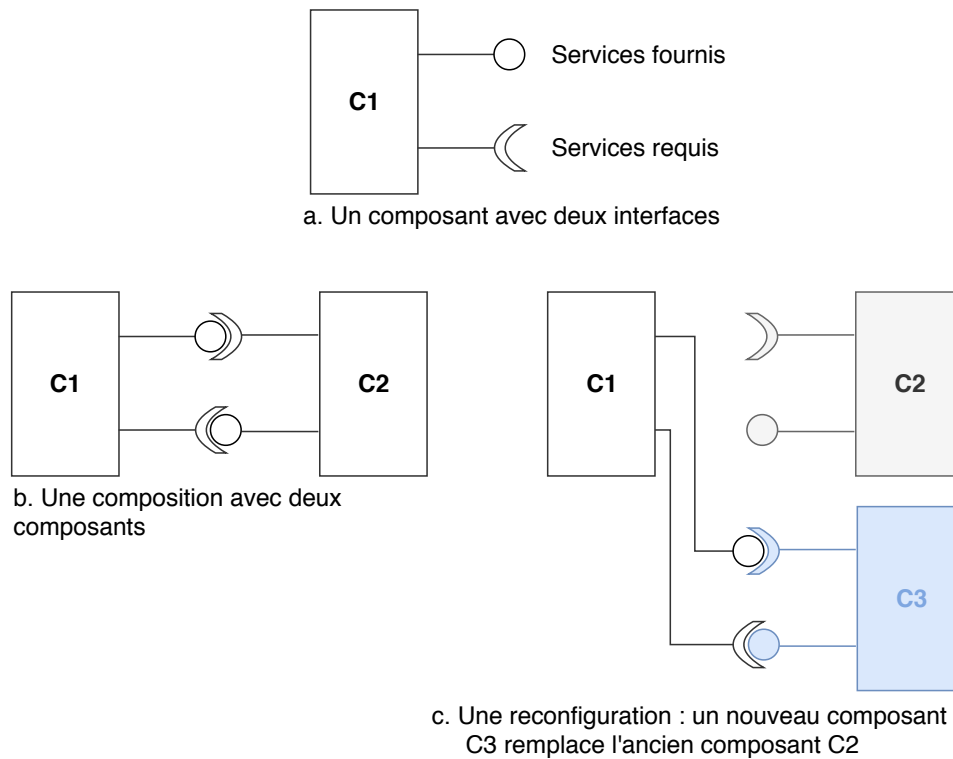 Services fournis
C1
Services requis
a. Un composant avec deux interfaces
C1
C2
b. Une composition avec deux
composants
C1
C2
C3
c. Une reconfiguration : un nouveau composant
C3 remplace l'ancien composant C2